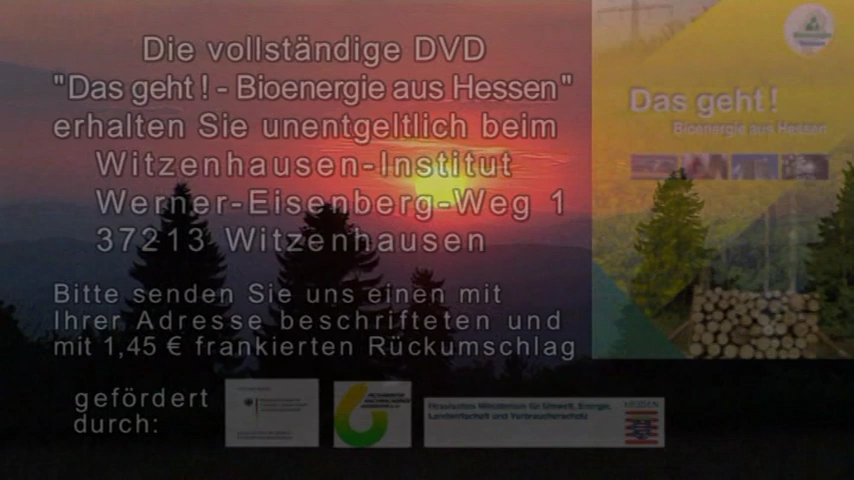 Die vollständige DVD
"Das geht! - Bioenergie aus Hessen"
erhalten Sie unentgeltlich beim
Witzenhausen-Institut
Werner-Eisenberg-Weg 1
37213 Witzenhausen
Bitte senden Sie uns einen mit
Ihrer Adresse beschrifteten und
mit 1,45 € frankierten Rückumschlag
gefördert
durch:
Das geht!
Bioenergie aus Hessen
Hessisches Ministerium für Umwelt, Energie,
Landwirtschaft und Verbraucherschutz
HESSEN